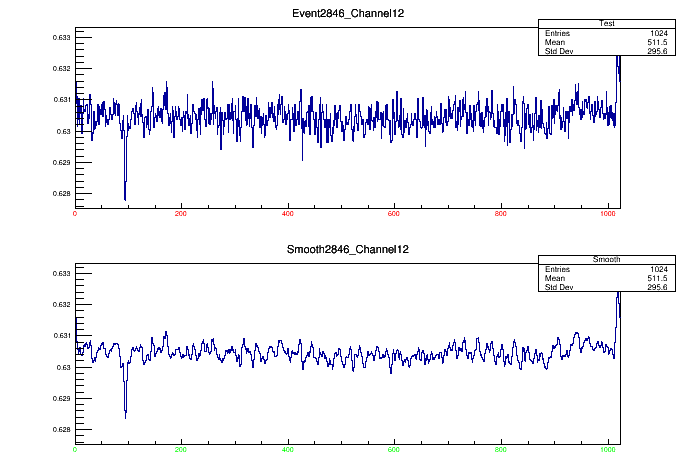 Event2846_Channel12
Test
Entries 1024
Mean 511.5
Std Dev 295.6
0.633
0.632
0.631
0.63
0.629
0.628
0 200 400 600 800 1000
Smooth2846_Channel12
Smooth
Entries 1024
Mean 511.5
Std Dev 295.6
0.633
0.632
0.631
0.63
0.629
0.628
0 200 400 600 800 1000